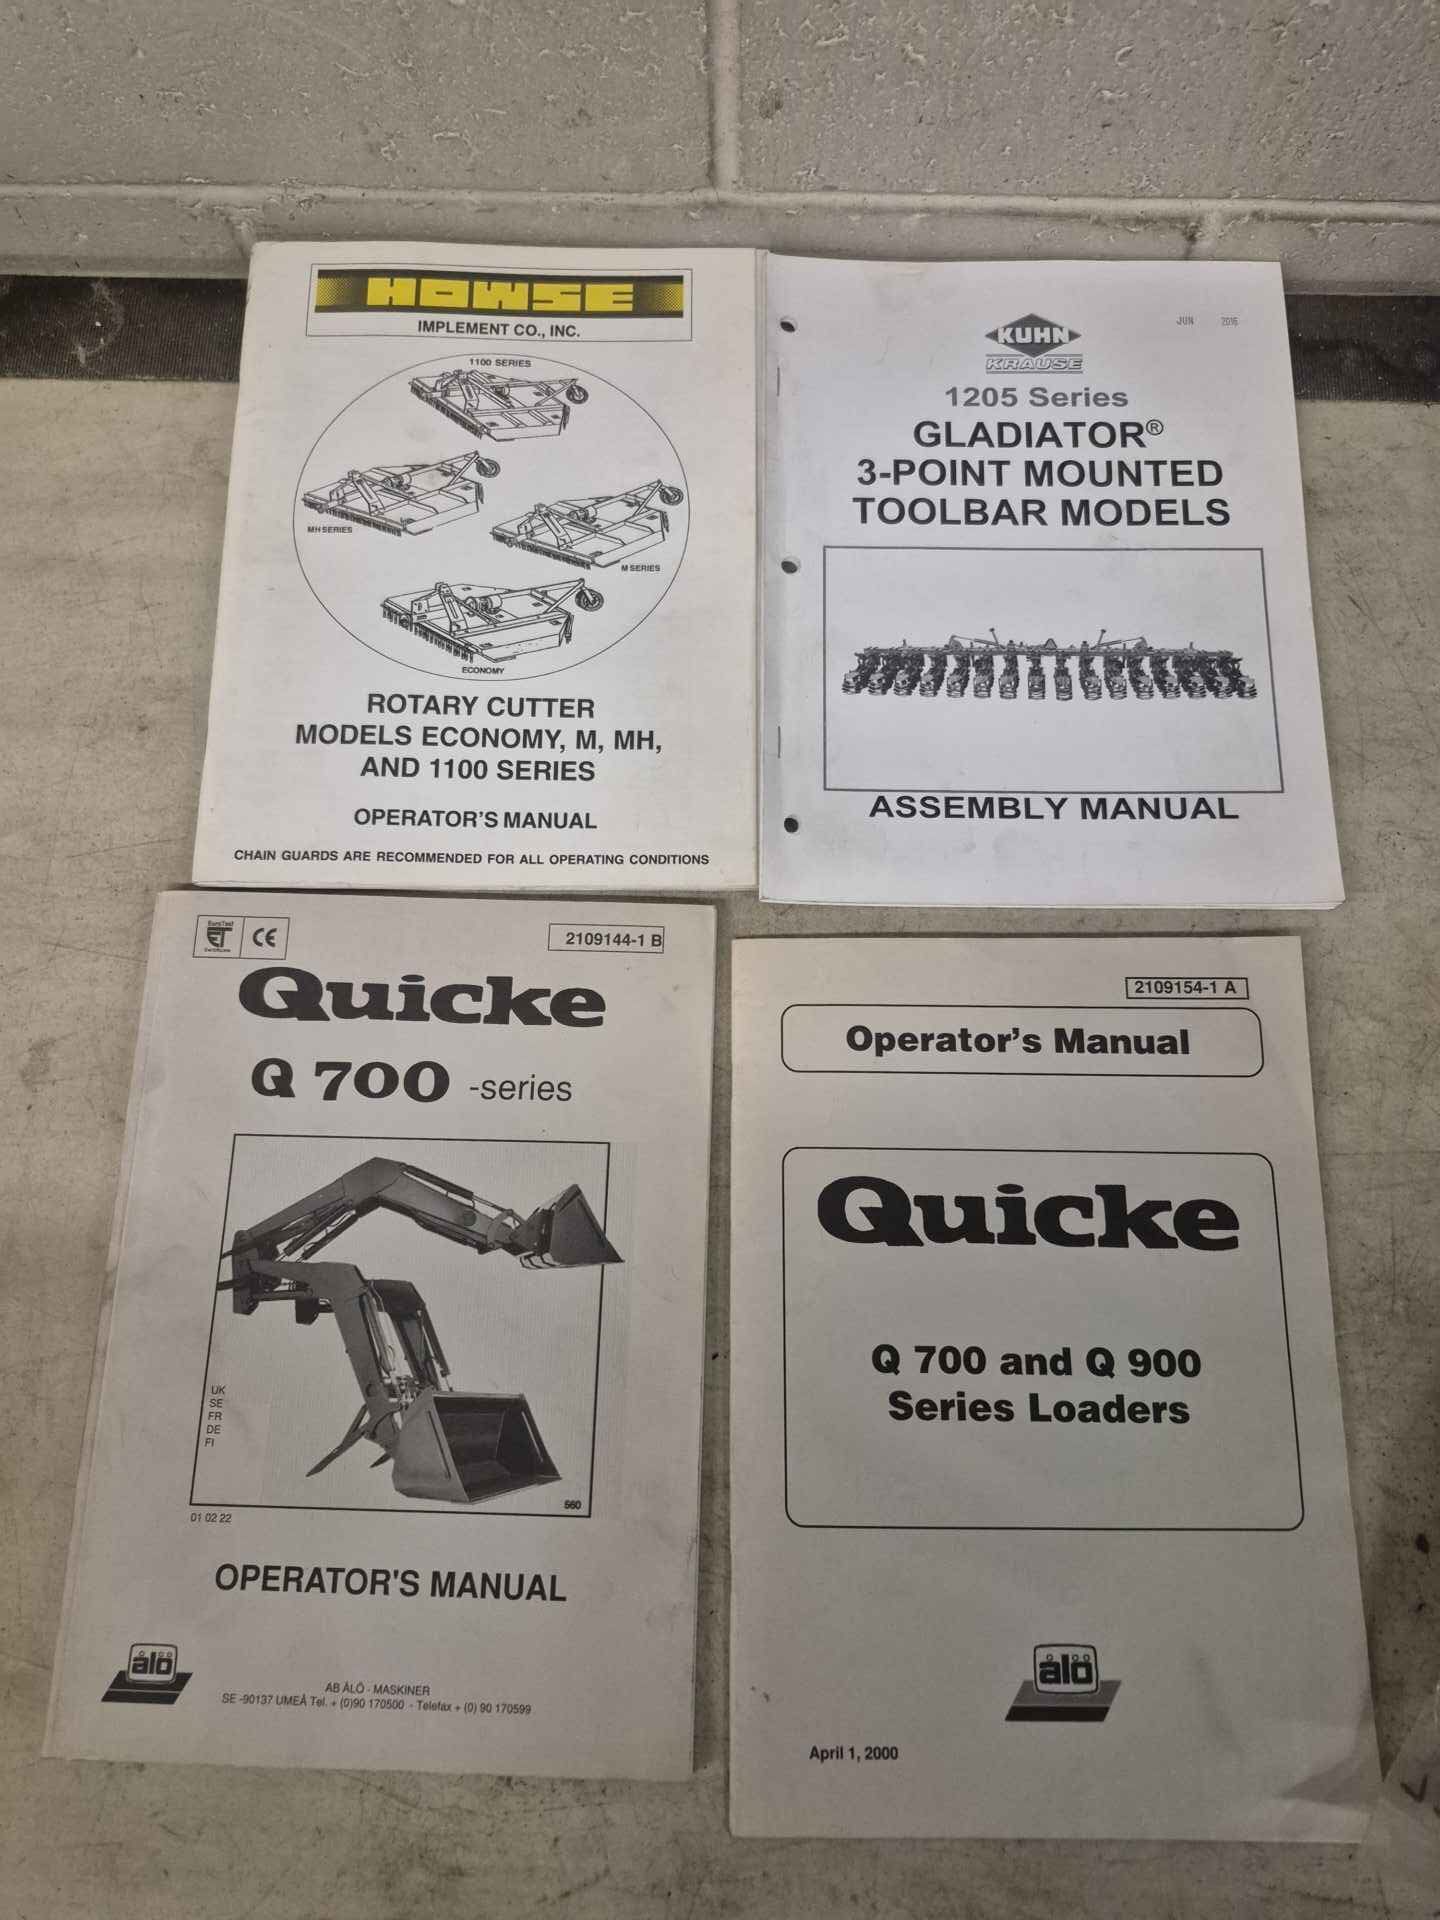 HOWSE
IMPLEMENT CO., INC.
1100 SERIES
MH SERIES
M SERIES
ECONOMY
ROTARY CUTTER
MODELS ECONOMY, M, MH,
AND 1100 SERIES
OPERATOR'S MANUAL
CHAIN GUARDS ARE RECOMMENDED FOR ALL OPERATING CONDITIONS
JUN 2016
KUHN
KRAUSE
1205 Series
GLADIATOR®
3-POINT MOUNTED
TOOLBAR MODELS
ASSEMBLY MANUAL
EuroTest
ET
Certificate
CE
2109144-1 B
Quicke
Q 700 -series
UK
SE
FR
DE
FI
560
01 02 22
OPERATOR'S MANUAL
ålö
AB ÅLÖ - MASKINER
SE -90137 UMEÅ Tel. + (0)90 170500 - Telefax + (0) 90 170599
2109154-1 A
Operator's Manual
Quicke
Q 700 and Q 900
Series Loaders
ålö
April 1, 2000